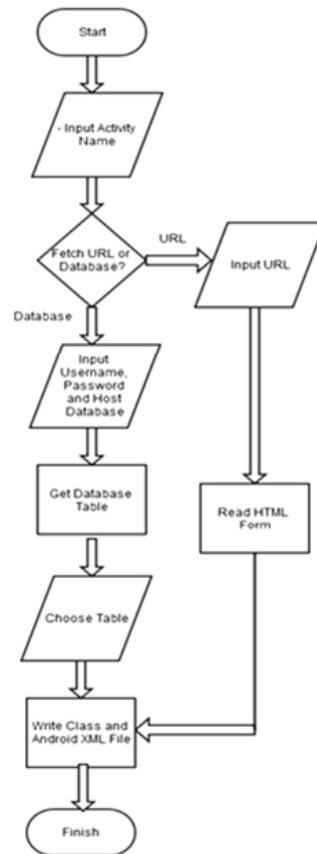 Start
- Input Activity
Name
Fetch URL or
Database?
URL
Input URL
Database
Input
Username,
Password
and Host
Database
Get Database
Table
Read HTML
Form
Choose Table
Write Class and
Android XML File
Finish